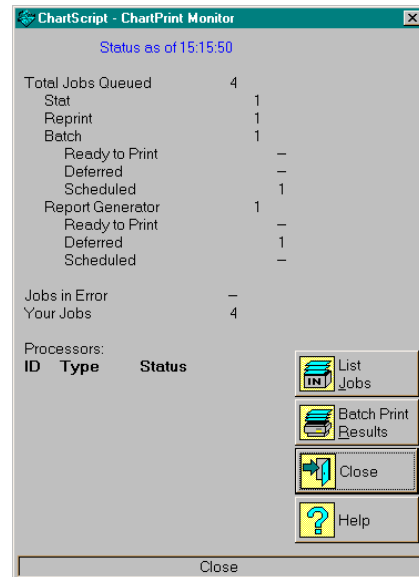 ChartScript - ChartPrint Monitor
Status as of 15:15:50
Total Jobs Queued 4
Stat 1
Reprint 1
Batch 1
Ready to Print –
Deferred –
Scheduled 1
Report Generator 1
Ready to Print –
Deferred 1
Scheduled –
Jobs in Error –
Your Jobs 4
Processors:
ID Type Status
IN List Jobs
Batch Print Results
Close
Help
Close